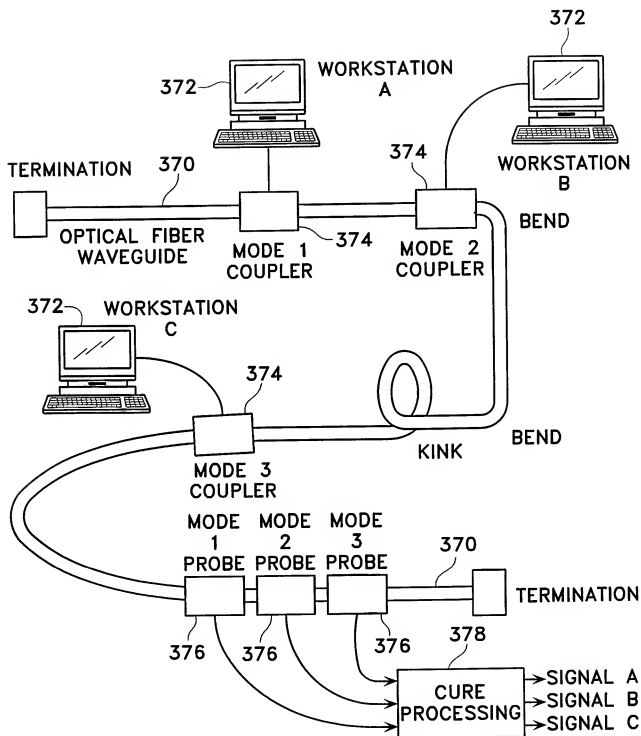 372
WORKSTATION
A
372
WORKSTATION
B
TERMINATION
370
OPTICAL FIBER
WAVEGUIDE
374
MODE 1
COUPLER
374
MODE 2
COUPLER
BEND
372
WORKSTATION
C
374
MODE 3
COUPLER
KINK
BEND
MODE
1
PROBE
MODE
2
PROBE
MODE
3
PROBE
370
TERMINATION
376
376
376
378
CURE
PROCESSING
SIGNAL A
SIGNAL B
SIGNAL C